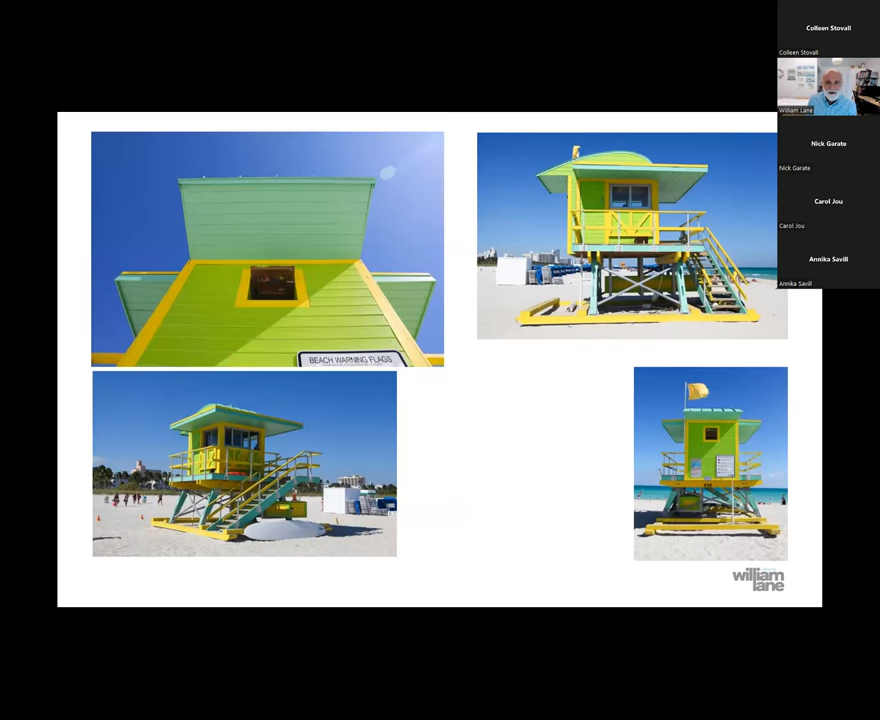 Colleen Stovall
Colleen Stovall
William Lane
Nick Garate
Nick Garate
Carol Jou
Carol Jou
Annika Savill
Annika Savill
BEACH WARNING FLAGS
william
lane